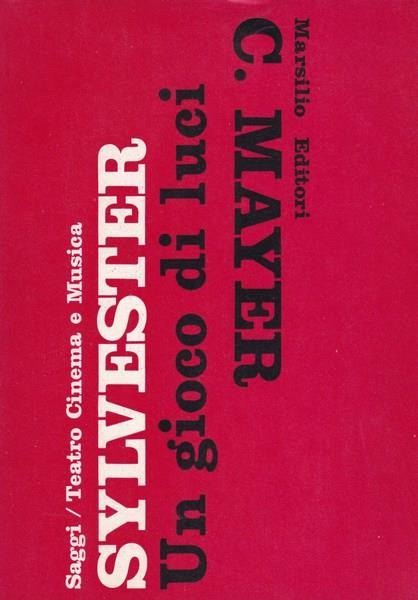 Saggi / Teatro Cinema e Musica
SYLVESTER
Un gioco di luci
C. MAYER
Marsilio Editori